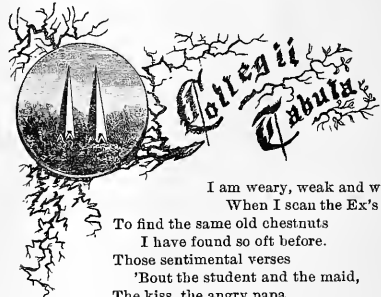 Collegii
Tabula.
I am weary, weak and w
When I scan the Ex's
To find the same old chestnuts
I have found so oft before.
Those sentimental verses
'Bout the student and the maid,
The kiss, the angry papa